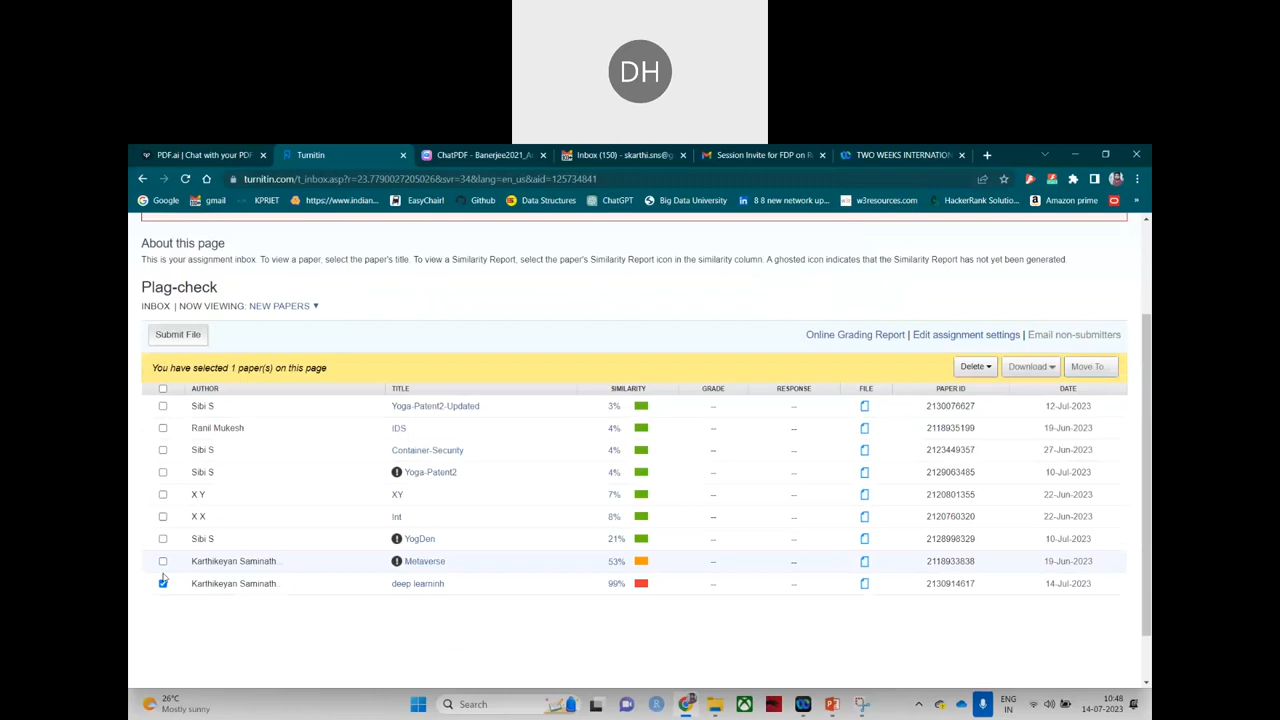 DH
PDF.ai | Chat with your PDF
Turnitin
ChatPDF - Banerjee2021_A
Inbox (150) - skarthi.sns@g
Session Invite for FDP on R
TWO WEEKS INTERNATION
turnitin.com/t_inbox.asp?r=23.7790027205026&svr=34&lang=en_us&aid=125734841
Google
gmail
KPRIET
https://www.indian...
EasyChair!
Github
Data Structures
ChatGPT
Big Data University
8 8 new network up...
w3resources.com
HackerRank Solutio...
Amazon prime
About this page
This is your assignment inbox. To view a paper, select the paper's title. To view a Similarity Report, select the paper's Similarity Report icon in the similarity column. A ghosted icon indicates that the Similarity Report has not yet been generated.
Plag-check
INBOX | NOW VIEWING: NEW PAPERS ▼
Submit File
Online Grading Report | Edit assignment settings | Email non-submitters
You have selected 1 paper(s) on this page
Delete
Download
Move To...
AUTHOR TITLE SIMILARITY GRADE RESPONSE FILE PAPER ID DATE
Sibi S Yoga-Patent2-Updated 3% -- -- 2130076627 12-Jul-2023
Ranil Mukesh IDS 4% -- -- 2118935199 19-Jun-2023
Sibi S Container-Security 4% -- -- 2123449357 27-Jun-2023
Sibi S Yoga-Patent2 4% -- -- 2129063485 10-Jul-2023
X Y XY 7% -- -- 2120801355 22-Jun-2023
X X Int 8% -- -- 2120760320 22-Jun-2023
Sibi S YogDen 21% -- -- 2128998329 10-Jul-2023
Karthikeyan Saminath... Metaverse 53% -- -- 2118933838 19-Jun-2023
Karthikeyan Saminath... deep learninh 99% -- -- 2130914617 14-Jul-2023
26°C
Mostly sunny
Search
ENG
IN
10:48
14-07-2023